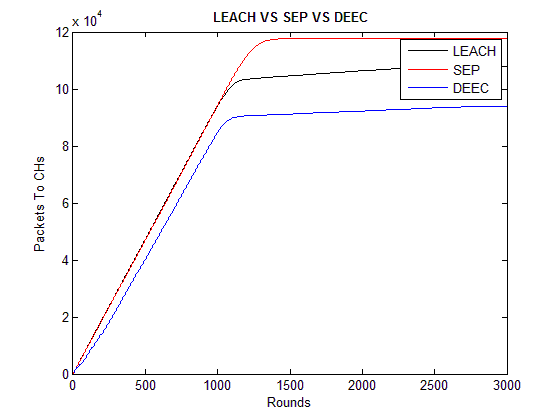 LEACH VS SEP VS DEEC
x 10^4
12
10
8
6
4
2
0
Packets To CHs
LEACH
SEP
DEEC
0 500 1000 1500 2000 2500 3000
Rounds